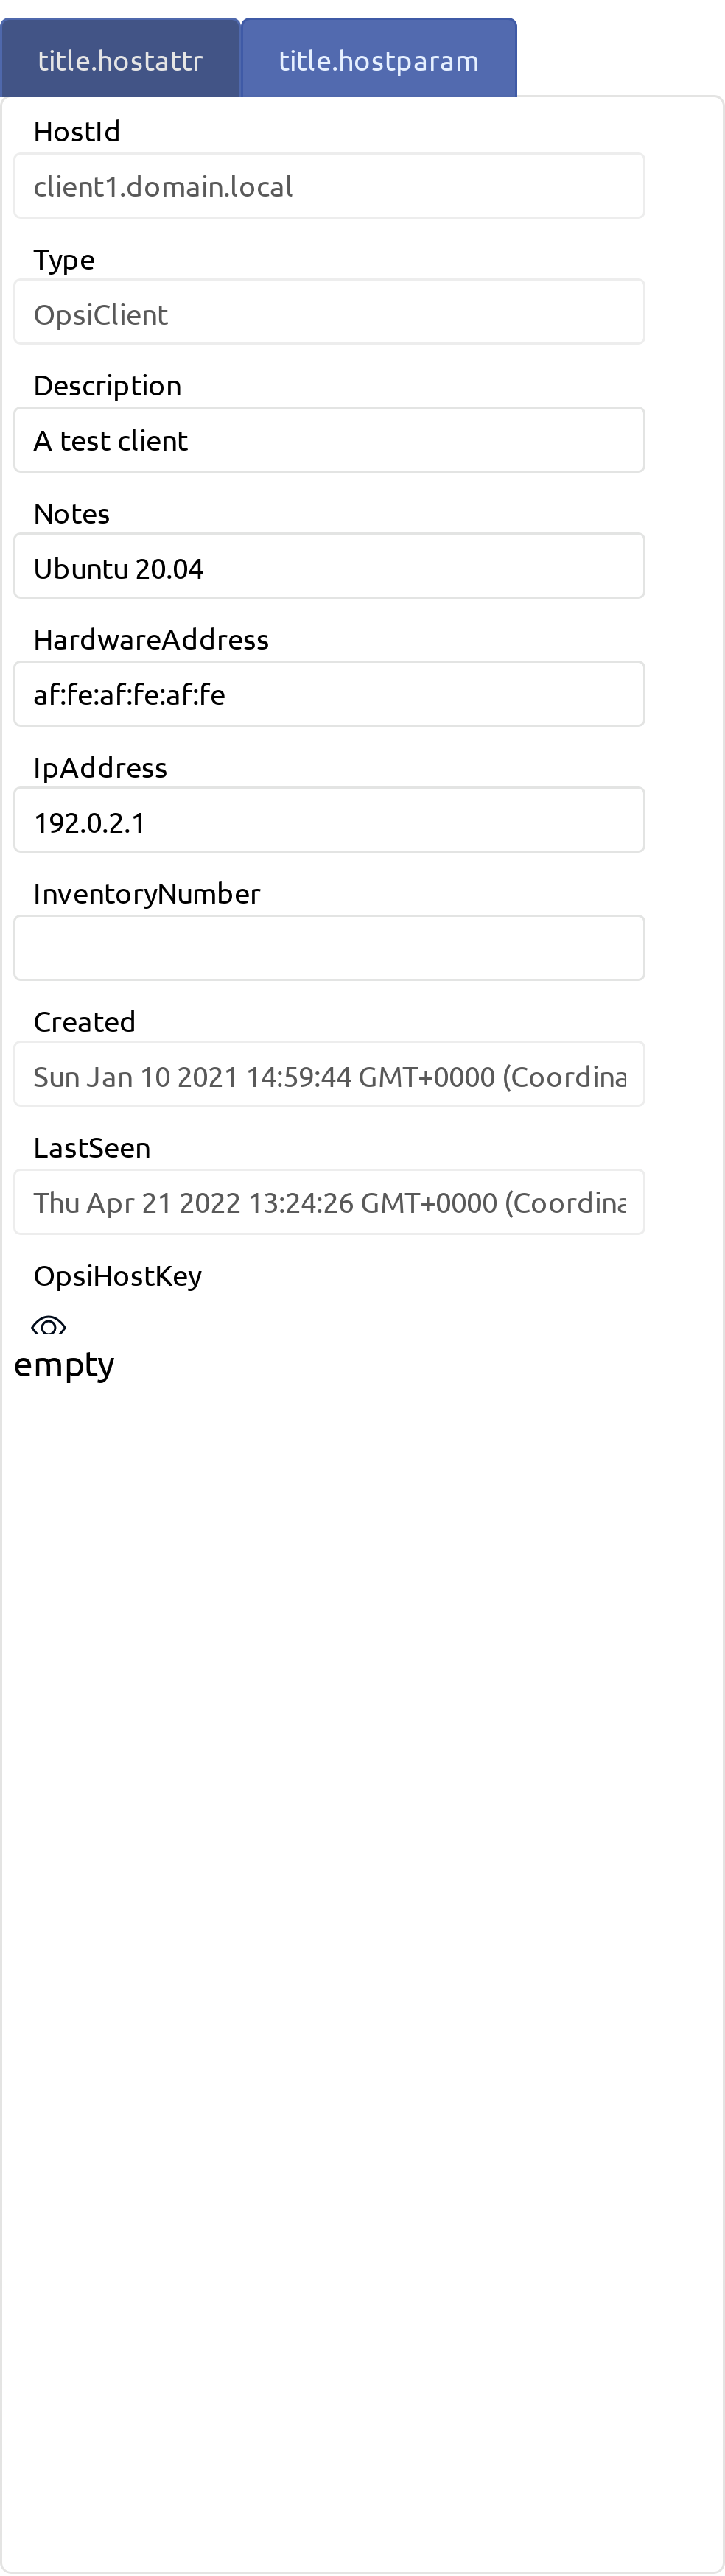 title.hostattr title.hostparam
HostId
client1.domain.local
Type
OpsiClient
Description
A test client
Notes
Ubuntu 20.04
HardwareAddress
af:fe:af:fe:af:fe
IpAddress
192.0.2.1
InventoryNumber
Created
Sun Jan 10 2021 14:59:44 GMT+0000 (Coordina
LastSeen
Thu Apr 21 2022 13:24:26 GMT+0000 (Coordina
OpsiHostKey
empty